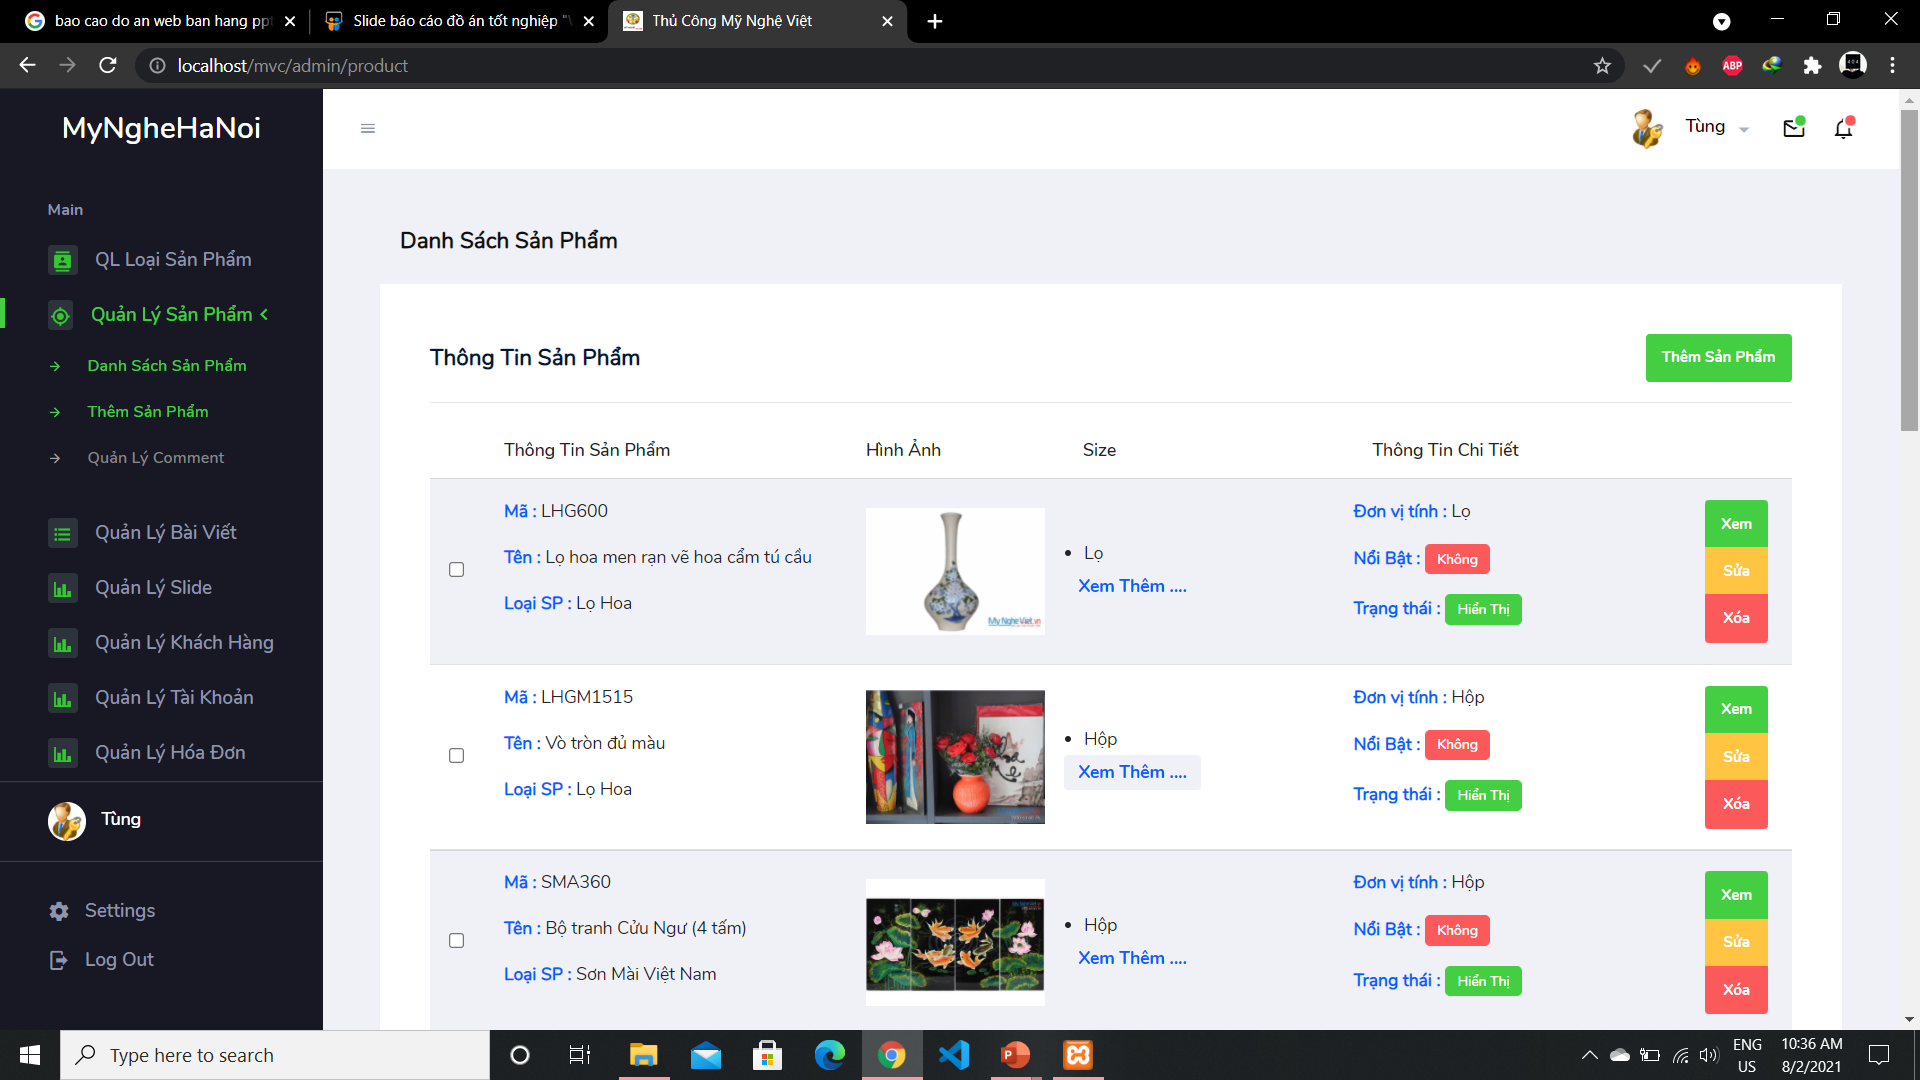 bao cao do an web ban hang ppt
Slide báo cáo đồ án tốt nghiệp "
Thủ Công Mỹ Nghệ Việt
localhost/mvc/admin/product
ABP
MyNgheHaNoi
Tùng
Main
QL Loại Sản Phẩm
Quản Lý Sản Phẩm
Danh Sách Sản Phẩm
Thêm Sản Phẩm
Quản Lý Comment
Quản Lý Bài Viết
Quản Lý Slide
Quản Lý Khách Hàng
Quản Lý Tài Khoản
Quản Lý Hóa Đơn
Tùng
Settings
Log Out
Danh Sách Sản Phẩm
Thông Tin Sản Phẩm
Thêm Sản Phẩm
Thông Tin Sản Phẩm Hình Ảnh Size Thông Tin Chi Tiết
Mã : LHG600
Tên : Lọ hoa men rạn vẽ hoa cẩm tú cầu
Loại SP : Lọ Hoa
My Nghe Viet.vn
Lọ
Xem Thêm ....
Đơn vị tính : Lọ
Nổi Bật : Không
Trạng thái : Hiển Thị
Xem
Sửa
Xóa
Mã : LHGM1515
Tên : Vò tròn đủ màu
Loại SP : Lọ Hoa
Hộp
Xem Thêm ....
Đơn vị tính : Hộp
Nổi Bật : Không
Trạng thái : Hiển Thị
Xem
Sửa
Xóa
Mã : SMA360
Tên : Bộ tranh Cửu Ngư (4 tấm)
Loại SP : Sơn Mài Việt Nam
Hộp
Xem Thêm ....
Đơn vị tính : Hộp
Nổi Bật : Không
Trạng thái : Hiển Thị
Xem
Sửa
Xóa
Type here to search
ENG
US
10:36 AM
8/2/2021